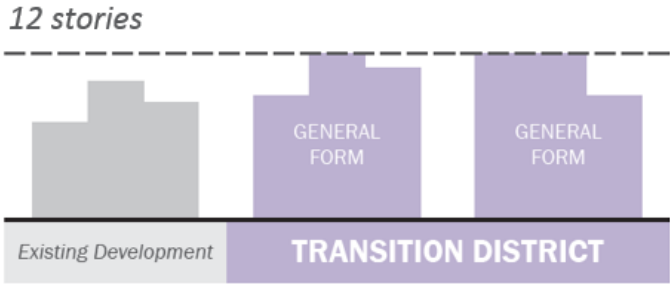 12 stories
GENERAL
FORM
GENERAL
FORM
Existing Development
TRANSITION DISTRICT